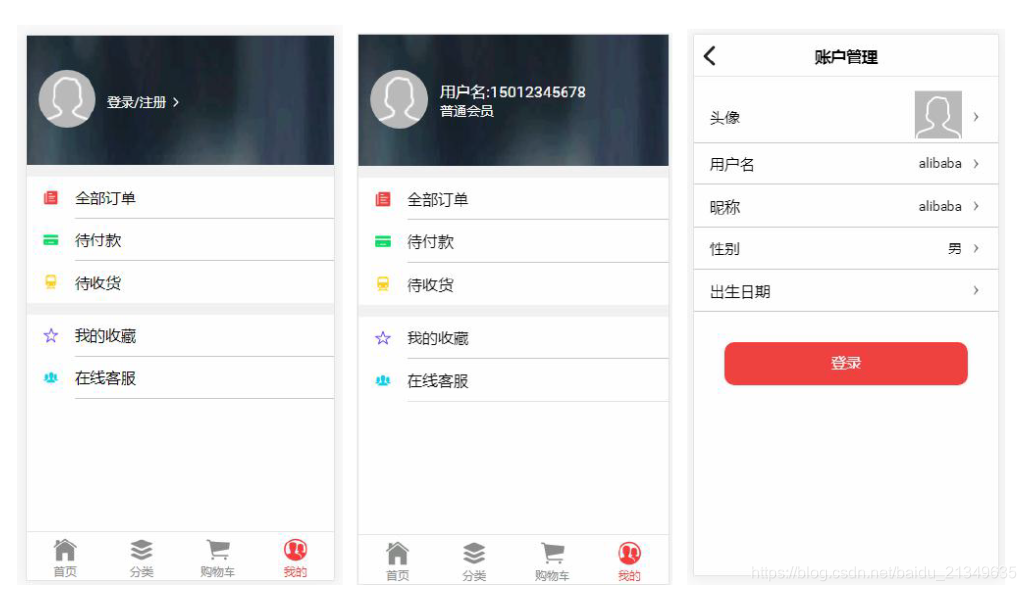 登录/注册 >
全部订单
待付款
待收货
我的收藏
在线客服
首页 分类 购物车 我的
用户名:15012345678
普通会员
全部订单
待付款
待收货
我的收藏
在线客服
首页 分类 购物车 我的
账户管理
头像
用户名 alibaba
昵称 alibaba
性别 男
出生日期
登录
https://blog.csdn.net/baidu_21349635